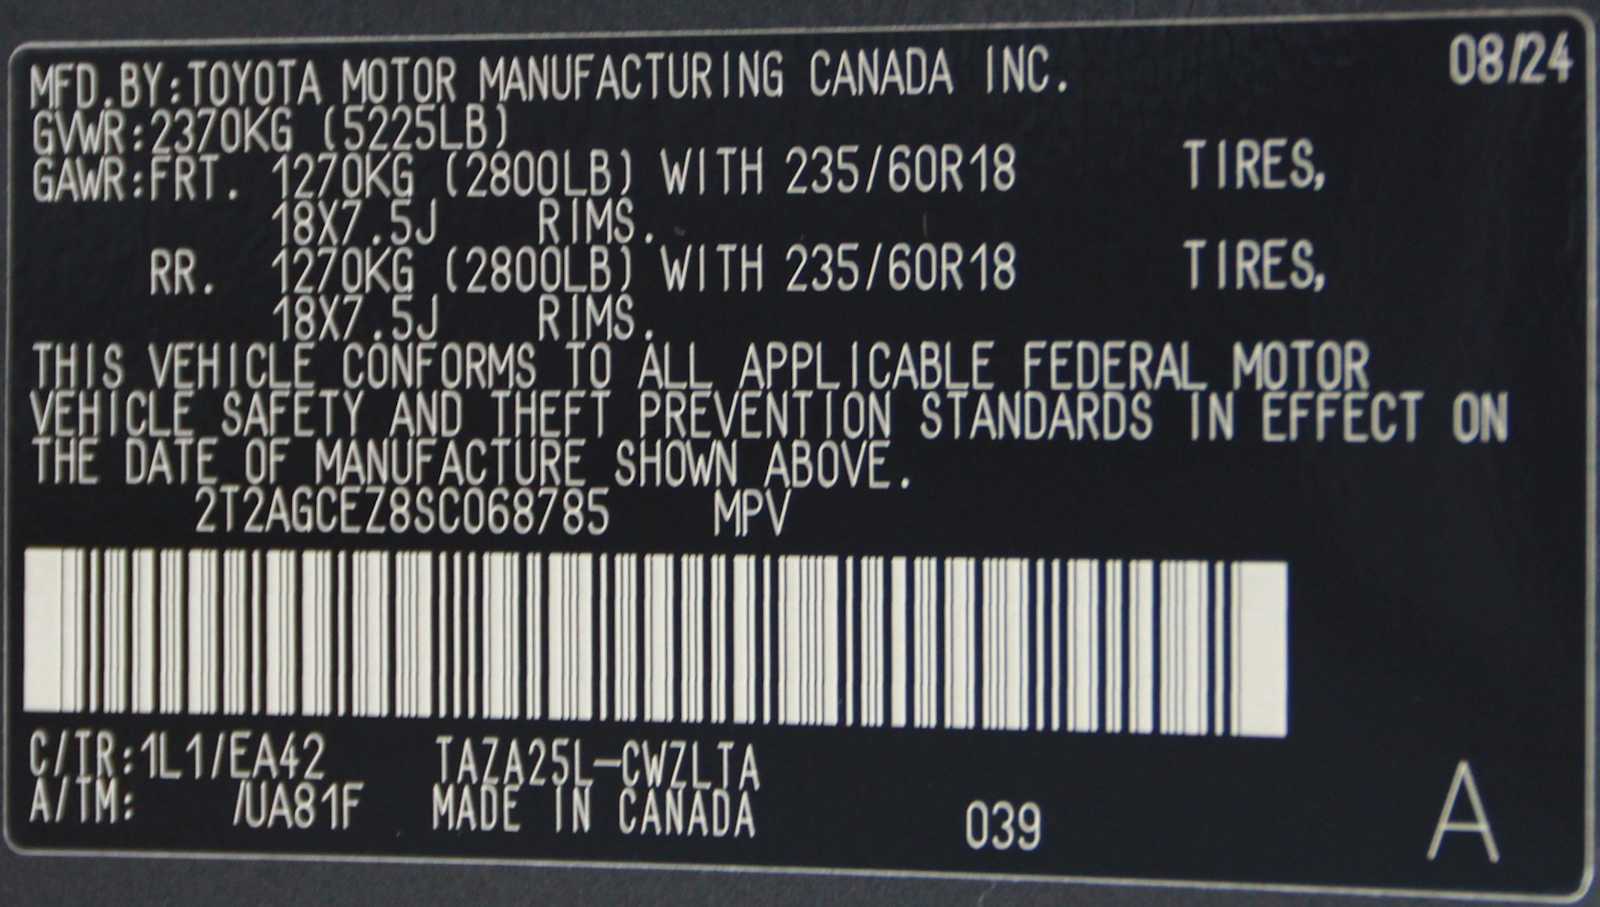 MFD.BY:TOYOTA MOTOR MANUFACTURING CANADA INC. 08/24
GVWR:2370KG (5225LB)
GAWR:FRT. 1270KG (2800LB) WITH 235/60R18 TIRES,
18X7.5J RIMS.
RR. 1270KG (2800LB) WITH 235/60R18 TIRES,
18X7.5J RIMS.
THIS VEHICLE CONFORMS TO ALL APPLICABLE FEDERAL MOTOR
VEHICLE SAFETY AND THEFT PREVENTION STANDARDS IN EFFECT ON
THE DATE OF MANUFACTURE SHOWN ABOVE.
2T2AGCEZ8SC068785 MPV
C/TR:1L1/EA42 TAZA25L-CWZLTA
A/TM: /UA81F MADE IN CANADA 039 A